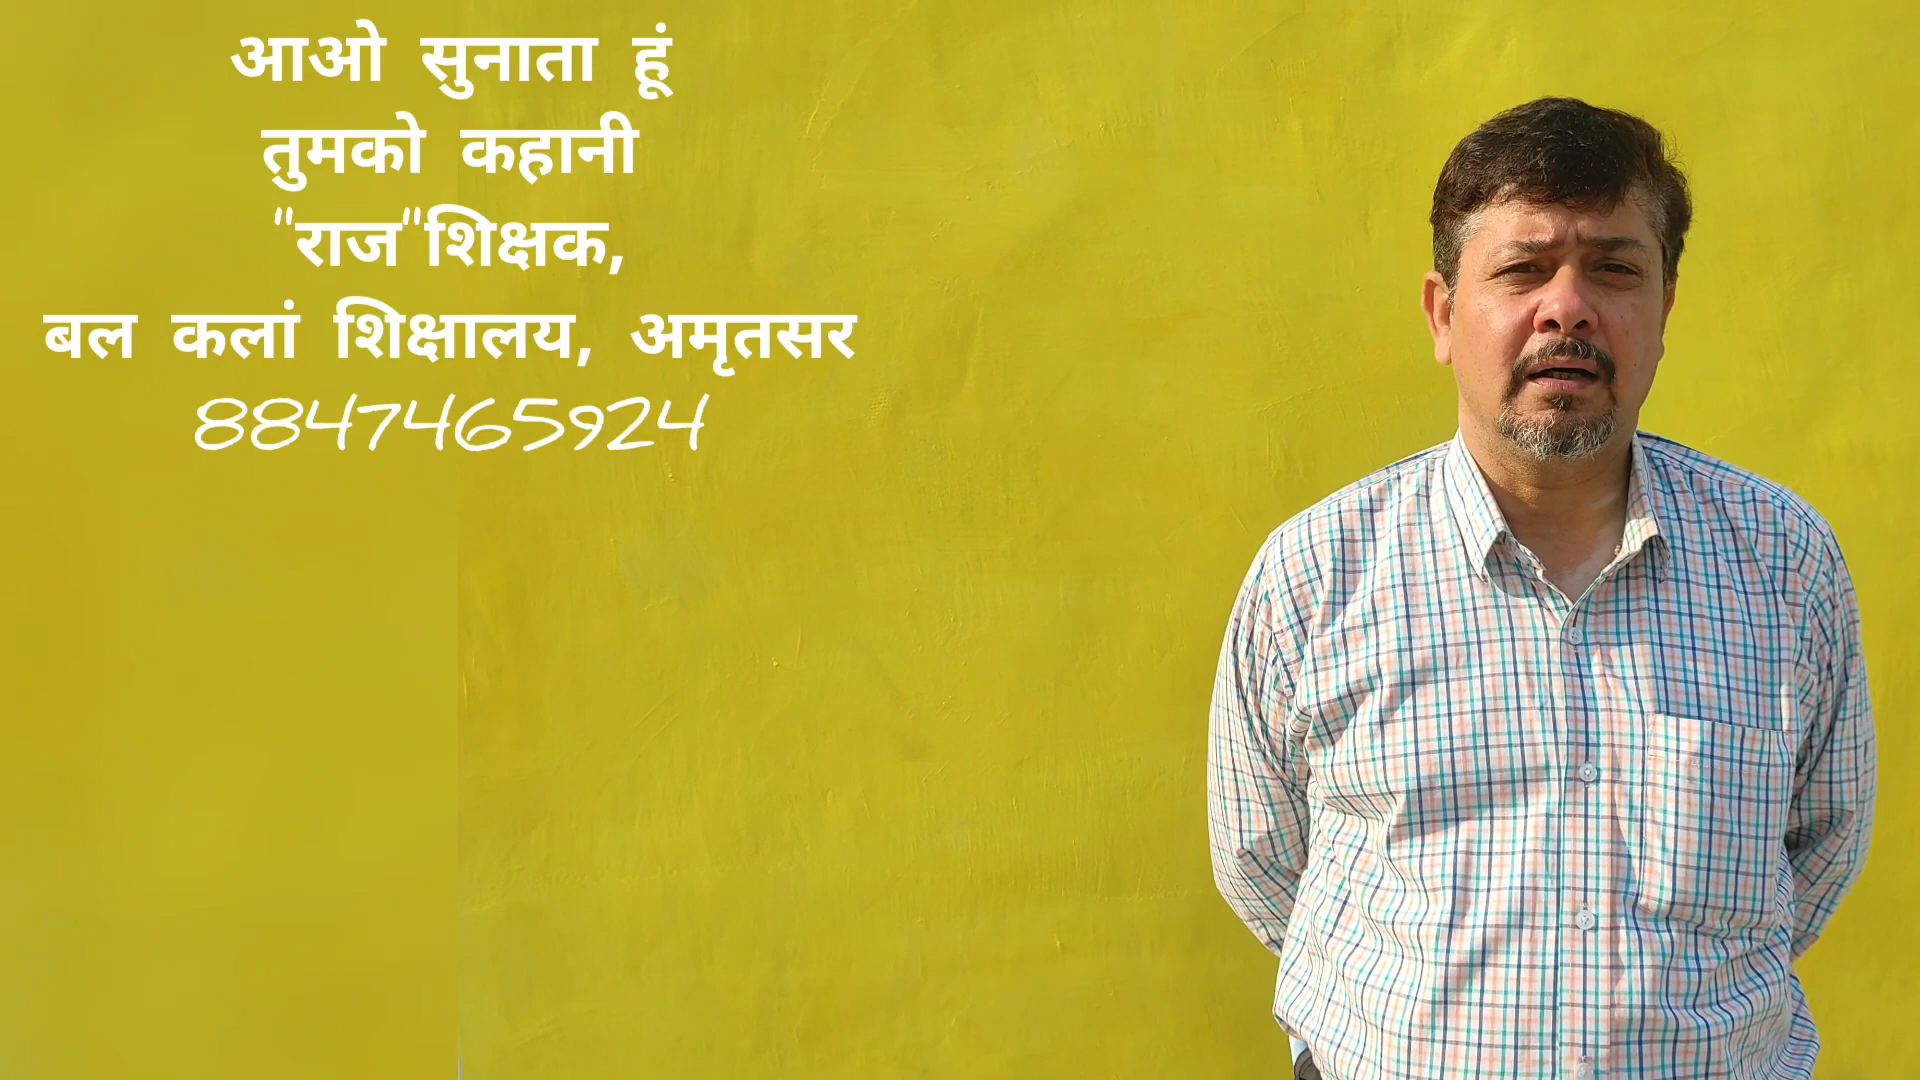 आओ सुनाता हूं
तुमको कहानी
"राज"शिक्षक,
बल कलां शिक्षालय, अमृतसर
8847465924